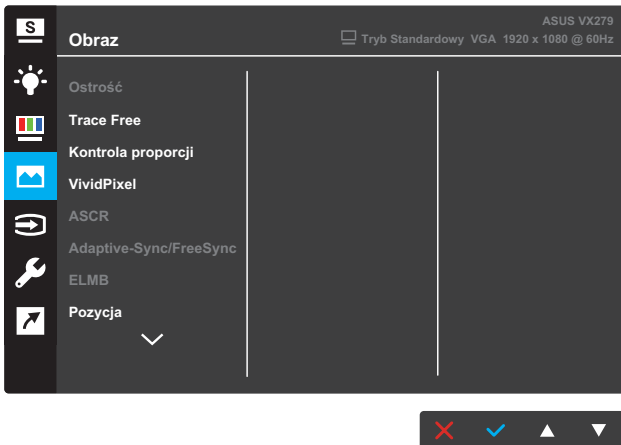 S
ASUS VX279
Obraz
Tryb Standardowy VGA 1920 x 1080 @ 60Hz
Ostrość
Trace Free
Kontrola proporcji
VividPixel
ASCR
Adaptive-Sync/FreeSync
ELMB
Pozycja